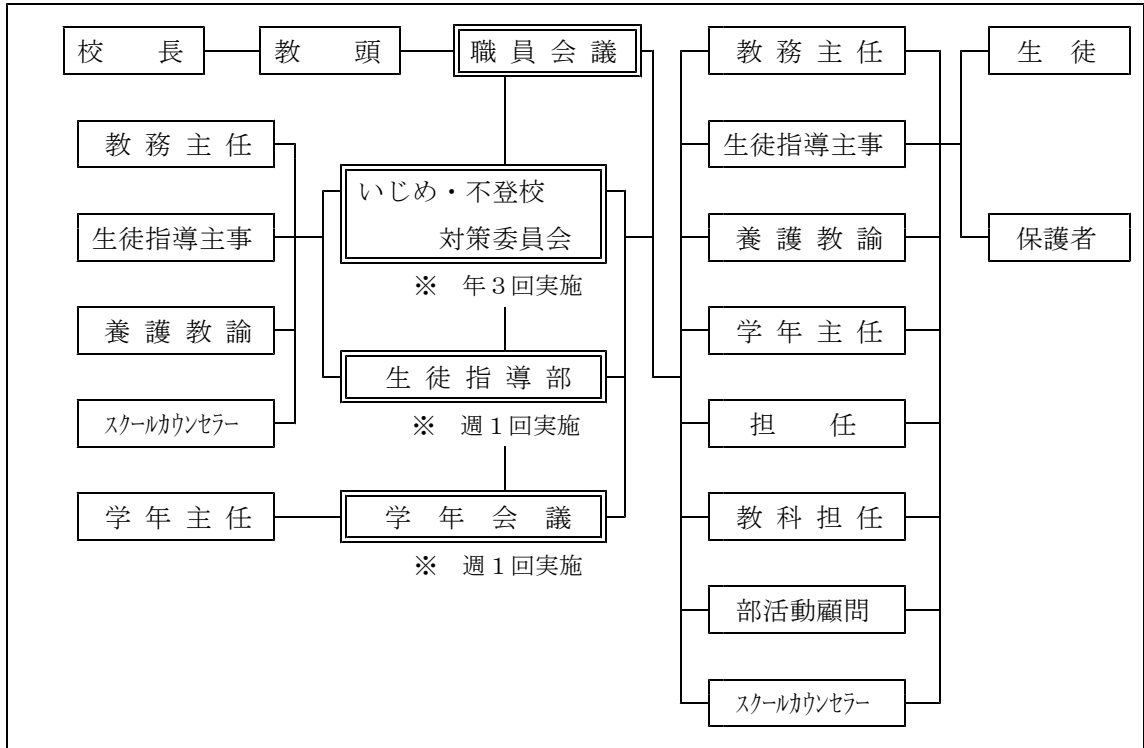 校　長
教　頭
職員会議
教務主任
生徒指導主事
養護教諭
スクールカウンセラー
学年主任
いじめ・不登校
対策委員会
※　年３回実施
生徒指導部
※　週１回実施
学年会議
※　週１回実施
教務主任
生徒指導主事
養護教諭
学年主任
担　任
教科担任
部活動顧問
スクールカウンセラー
生　徒
保護者